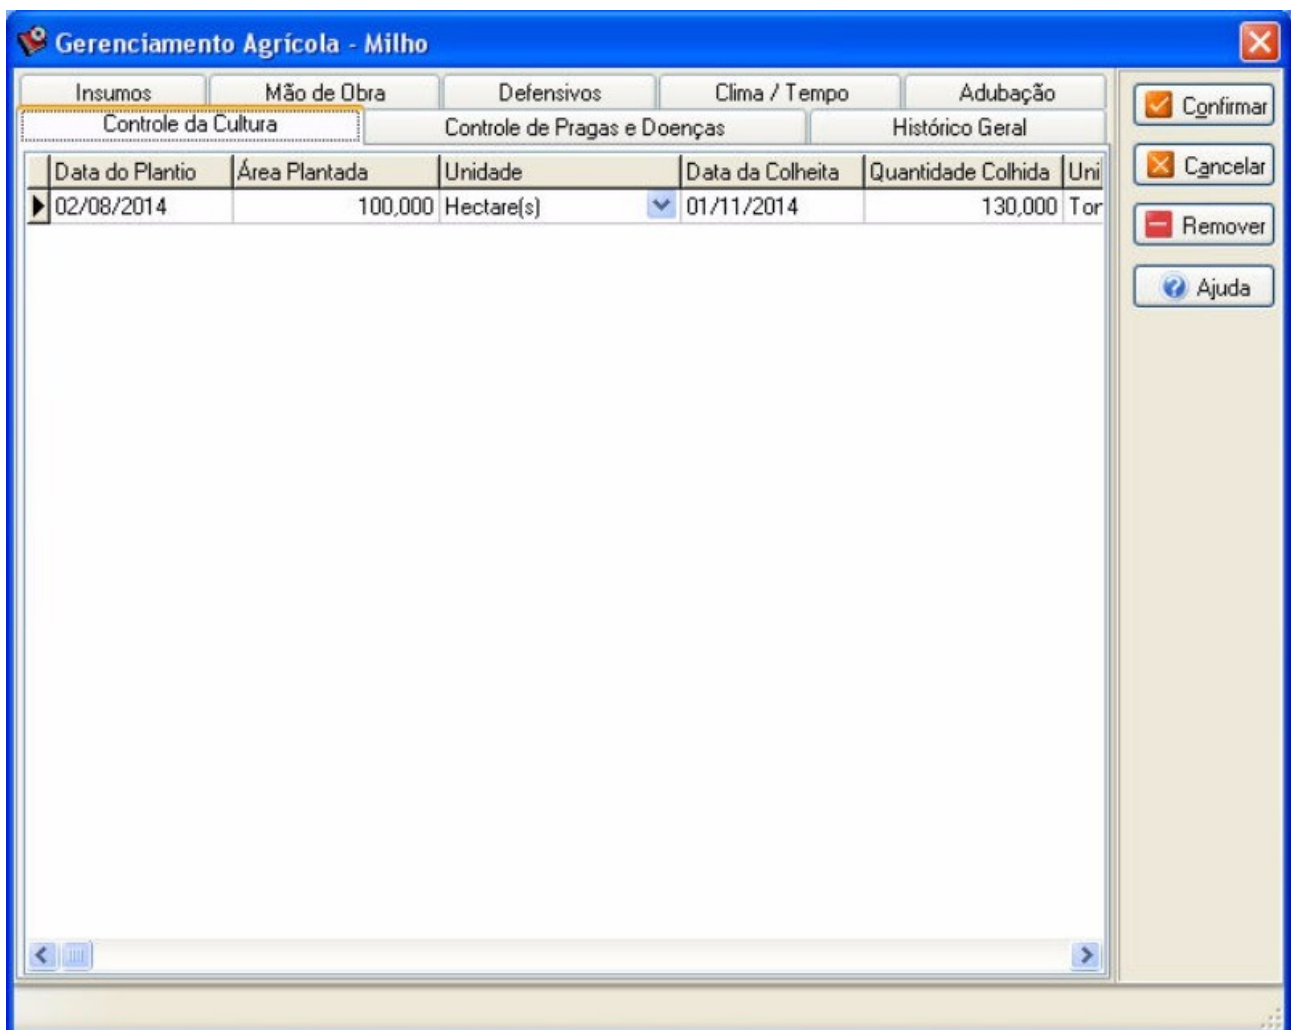 Gerenciamento Agrícola - Milho
Insumos Mão de Obra Defensivos Clima / Tempo Adubação
Controle da Cultura Controle de Pragas e Doenças Histórico Geral
Data do Plantio Área Plantada Unidade Data da Colheita Quantidade Colhida Uni
02/08/2014 100,000 Hectare(s) 01/11/2014 130,000 Ton
Confirmar
Cancelar
Remover
Ajuda